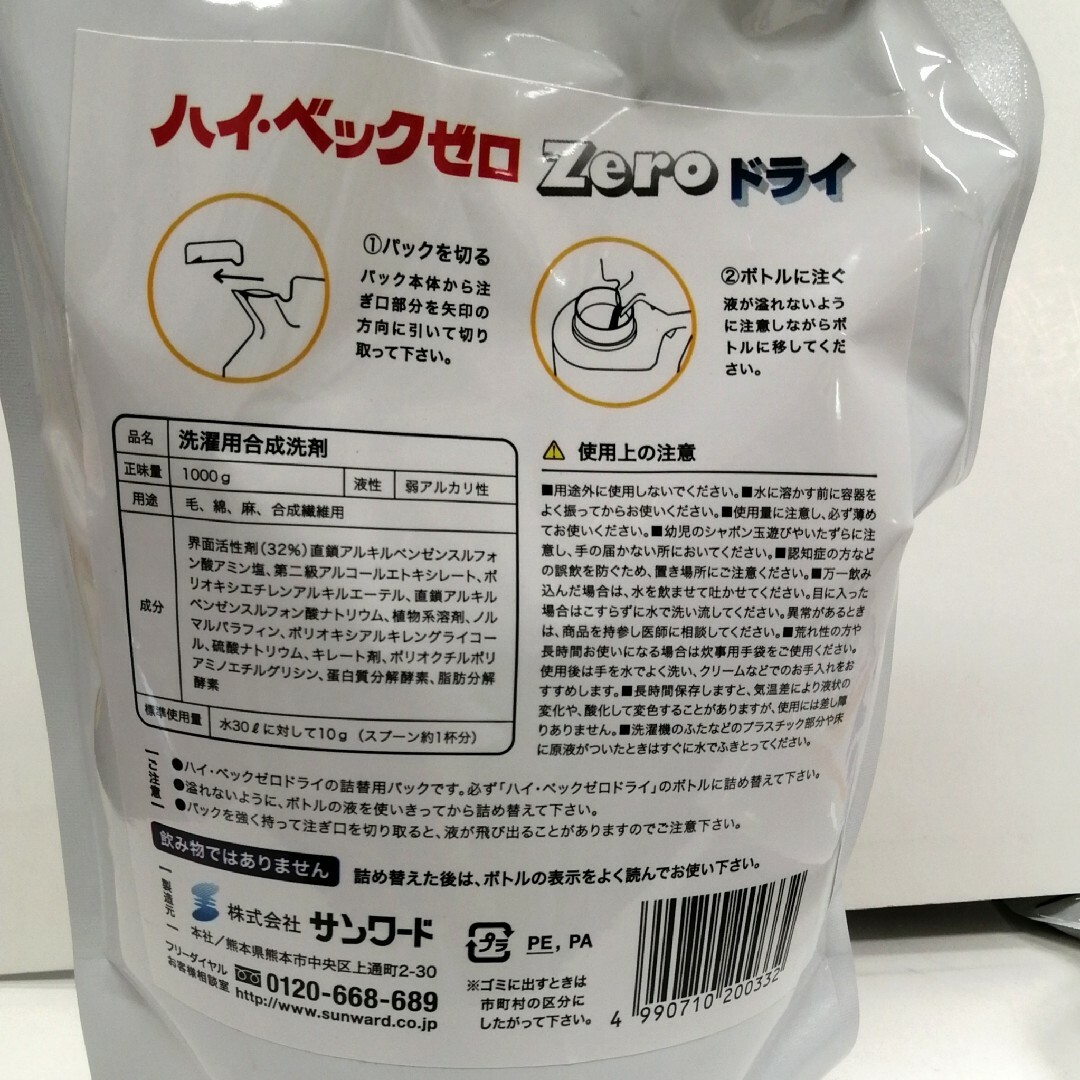 ハイ・ベックゼロ Zero ドライ
①パックを切る
パック本体から注
ぎ口部分を矢印の
方向に引いて切り
取って下さい。
②ボトルに注ぐ
液が溢れないよう
に注意しながらボ
トルに移してくだ
さい。
品名 洗濯用合成洗剤
正味量 1000g 液性 弱アルカリ性
用途 毛、綿、麻、合成繊維用
成分
界面活性剤(32%)直鎖アルキルベンゼンスルフォ
ン酸アミン塩、第二級アルコールエトキシレート、ポ
リオキシエチレンアルキルエーテル、直鎖アルキル
ベンゼンスルフォン酸ナトリウム、植物系溶剤、ノル
マルパラフィン、ポリオキシアルキレングライコー
ル、硫酸ナトリウム、キレート剤、ポリオクチルポリ
アミノエチルグリシン、蛋白質分解酵素、脂肪分解
酵素
標準使用量 水30ℓに対して10g(スプーン約1杯分)
使用上の注意
■用途外に使用しないでください。■水に溶かす前に容器を
よく振ってからお使いください。■使用量に注意し、必ず薄め
てお使いください。■幼児のシャボン玉遊びやいたずらに注
意し、手の届かない所においてください。■認知症の方など
の誤飲を防ぐため、置き場所にご注意ください。■万一飲み
込んだ場合は、水を飲ませて吐かせてください。目に入った
場合はこすらずに水で洗い流してください。異常があるとき
は、商品を持参し医師に相談してください。■荒れ性の方や
長時間お使いになる場合は炊事用手袋をご使用ください。
使用後は手を水でよく洗い、クリームなどでのお手入れをお
すすめします。■長時間保存しますと、気温差により液状の
変化や、酸化して変色することがありますが、使用には差し障
りありません。■洗濯機のふたなどのプラスチック部分や床
に原液がついたときはすぐに水でふきとってください。
ご注意
●ハイ・ベックゼロドライの詰替用パックです。必ず「ハイ・ベックゼロドライ」のボトルに詰め替えて下さい。
●溢れないように、ボトルの液を使いきってから詰め替えて下さい。
●パックを強く持って注ぎ口を切り取ると、液が飛び出ることがありますのでご注意下さい。
飲み物ではありません 詰め替えた後は、ボトルの表示をよく読んでお使い下さい。
製造元
株式会社 サンワード
本社/熊本県熊本市中央区上通町2-30
フリーダイヤル
お客様相談室
0120-668-689
http://www.sunward.co.jp
プラ PE, PA
※ゴミに出すときは
市町村の区分に
したがって下さい。
4 990710 200332